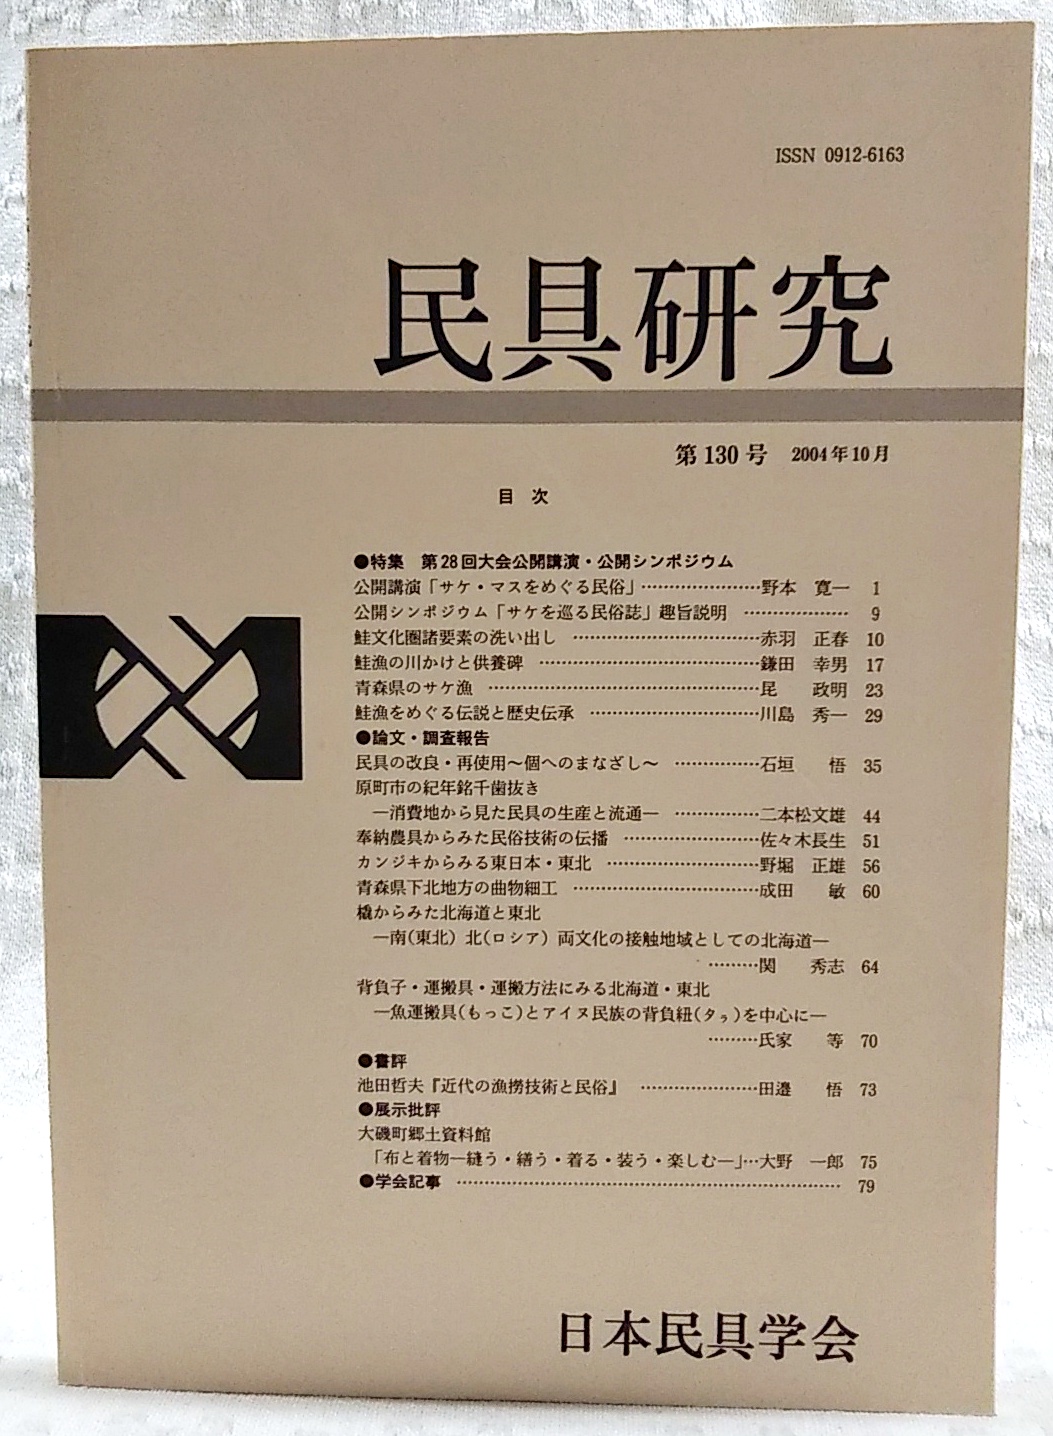 ISSN 0912-6163
民具研究
第130号 2004年10月
目 次
●特集 第28回大会公開講演・公開シンポジウム
公開講演「サケ・マスをめぐる民俗」…………………野本 寛一 1
公開シンポジウム「サケを巡る民俗誌」趣旨説明 ……………… 9
鮭文化圏諸要素の洗い出し ……………………………赤羽 正春 10
鮭漁の川かけと供養碑 …………………………………鎌田 幸男 17
青森県のサケ漁 …………………………………………昆 政明 23
鮭漁をめぐる伝説と歴史伝承 …………………………川島 秀一 29
●論文・調査報告
民具の改良・再使用～個へのまなざし～ ……………石垣 悟 35
原町市の紀年銘千歯抜き
―消費地から見た民具の生産と流通― ……………二本松文雄 44
奉納農具からみた民俗技術の伝播 ……………………佐々木長生 51
カンジキからみる東日本・東北 ………………………野堀 正雄 56
青森県下北地方の曲物細工 ……………………………成田 敏 60
橇からみた北海道と東北
―南(東北) 北(ロシア) 両文化の接触地域としての北海道―
………関 秀志 64
背負子・運搬具・運搬方法にみる北海道・東北
―魚運搬具(もっこ)とアイヌ民族の背負紐(タㇻ)を中心に―
………氏家 等 70
●書評
池田哲夫『近代の漁撈技術と民俗』 …………………田邉 悟 73
●展示批評
大磯町郷土資料館
「布と着物―縫う・繕う・着る・装う・楽しむ―」…大野 一郎 75
●学会記事 …………………………………………………………… 79
日本民具学会